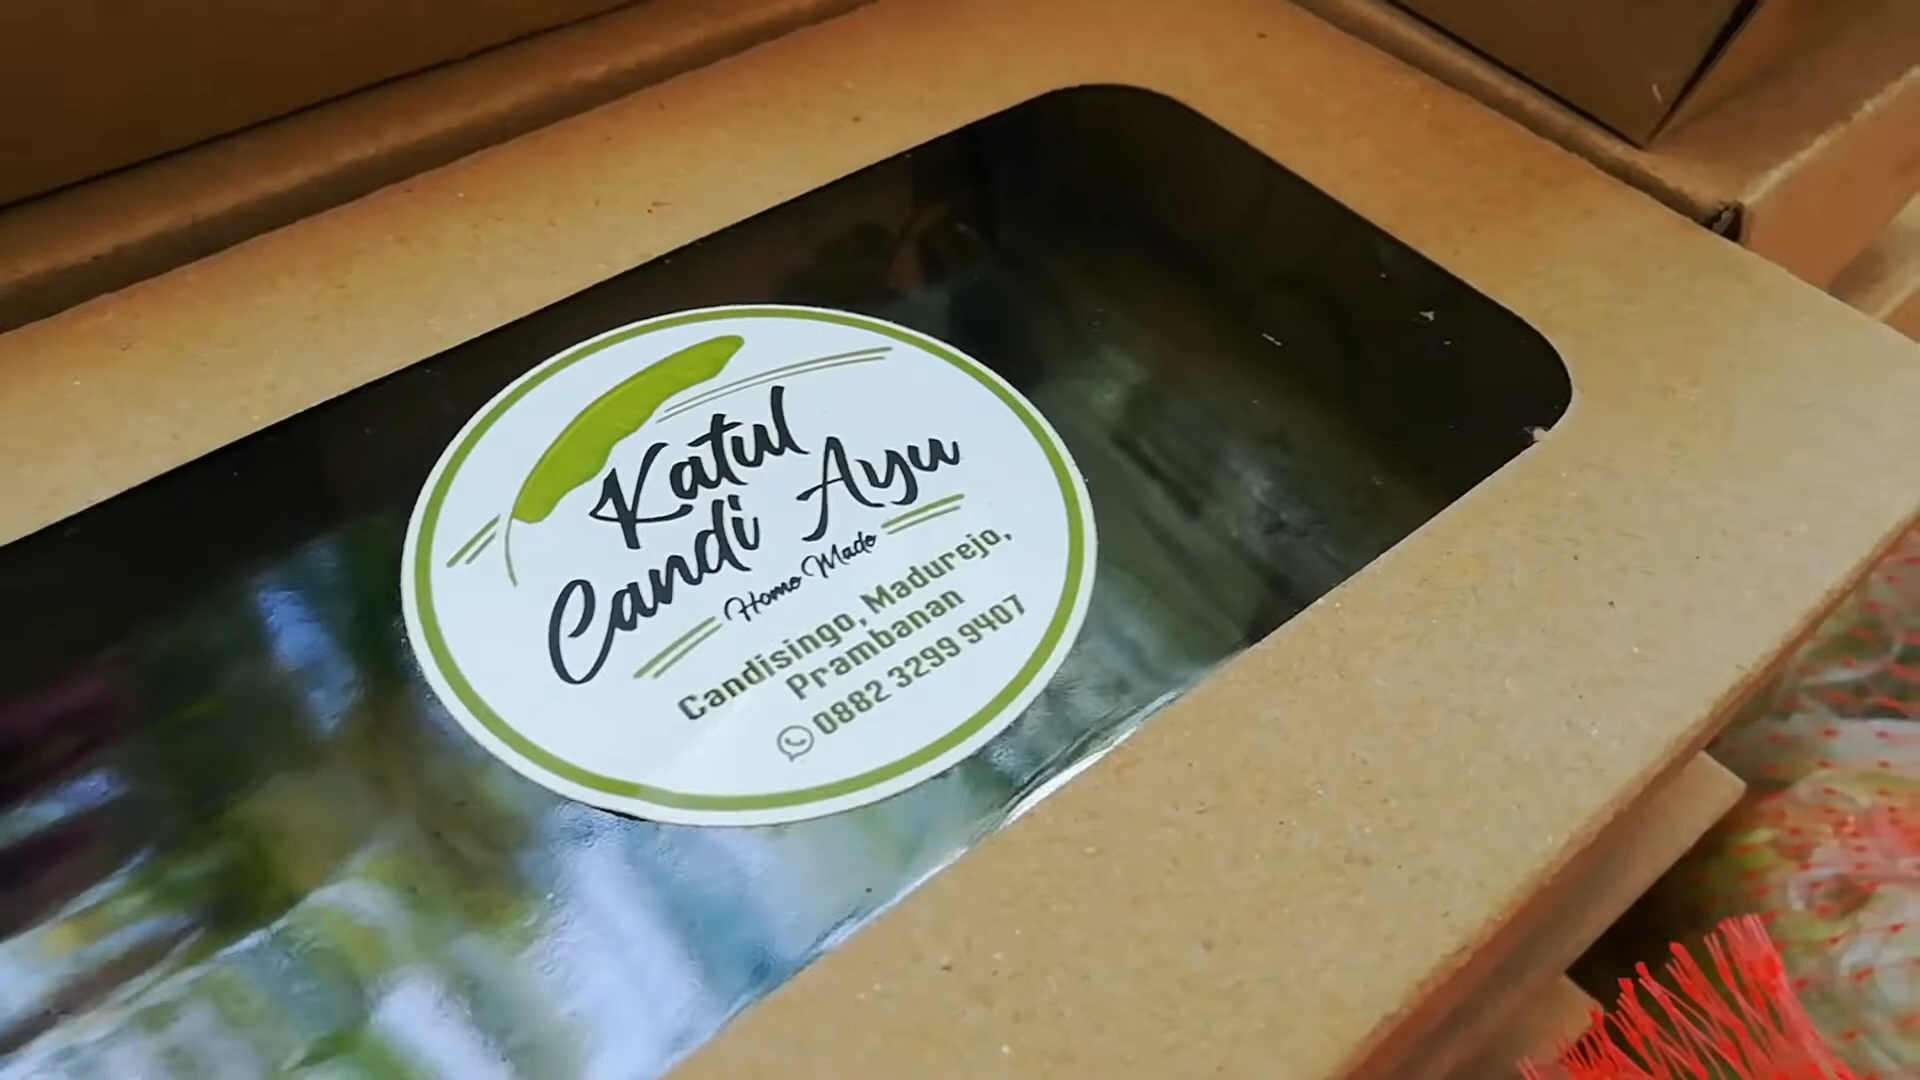 Katul
Candi Ayu
Home Made
Candisingo, Madurejo,
Prambanan
0882 3299 9407